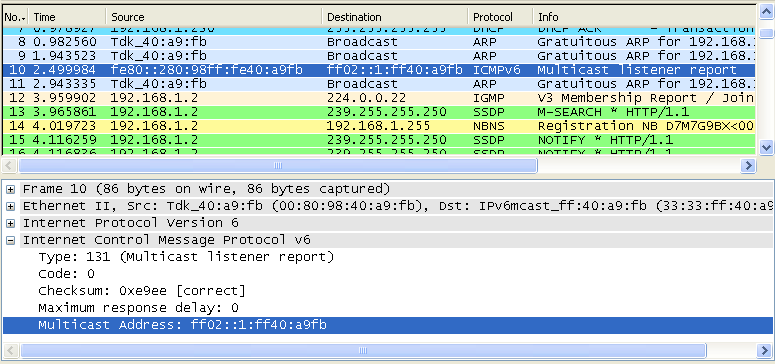 No. Time Source Destination Protocol Info
7 0.978927 192.168.1.250 255.255.255.255 DHCP DHCP ACK - Transaction
8 0.982560 Tdk_40:a9:fb Broadcast ARP Gratuitous ARP for 192.168.
9 1.943523 Tdk_40:a9:fb Broadcast ARP Gratuitous ARP for 192.168.
10 2.499984 fe80::280:98ff:fe40:a9fb ff02::1:ff40:a9fb ICMPv6 Multicast listener report
11 2.943335 Tdk_40:a9:fb Broadcast ARP Gratuitous ARP for 192.168.
12 3.959902 192.168.1.2 224.0.0.22 IGMP V3 Membership Report / Join
13 3.965861 192.168.1.2 239.255.255.250 SSDP M-SEARCH * HTTP/1.1
14 4.019723 192.168.1.2 192.168.1.255 NBNS Registration NB D7M7G9BX<00
15 4.116259 192.168.1.2 239.255.255.250 SSDP NOTIFY * HTTP/1.1
192.168.1.2 239.255.255.250 SSDP NOTIFY * HTTP/1.1
Frame 10 (86 bytes on wire, 86 bytes captured)
Ethernet II, Src: Tdk_40:a9:fb (00:80:98:40:a9:fb), Dst: IPv6mcast_ff:40:a9:fb (33:33:ff:40:a9
Internet Protocol Version 6
Internet Control Message Protocol v6
Type: 131 (Multicast listener report)
Code: 0
Checksum: 0xe9ee [correct]
Maximum response delay: 0
Multicast Address: ff02::1:ff40:a9fb